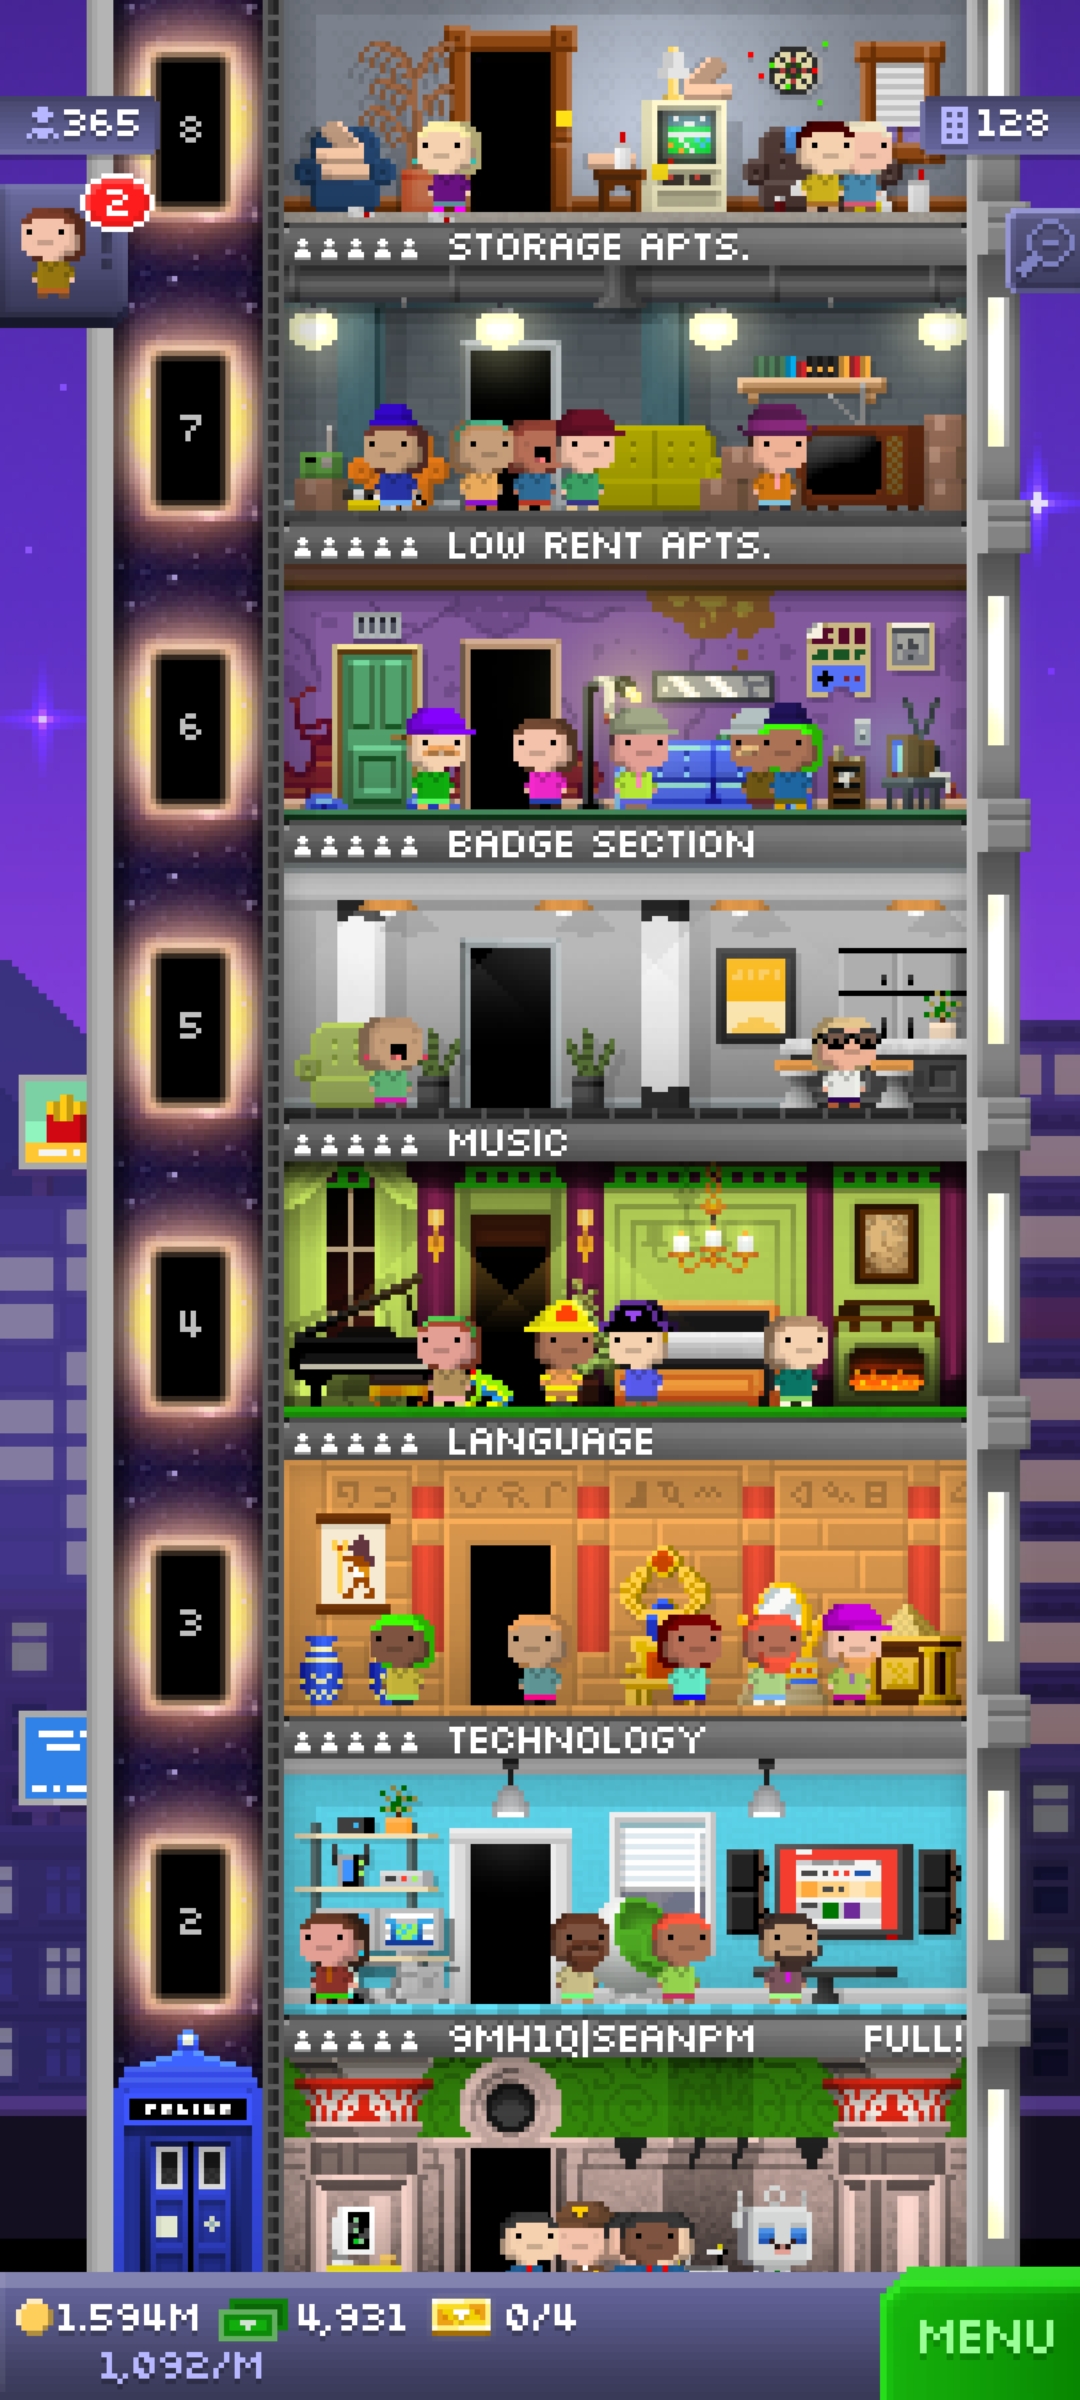 8
365
128
2
STORAGE APTS.
7
LOW RENT APTS.
6
BADGE SECTION
5
MUSIC
4
LANGUAGE
3
TECHNOLOGY
2
9MH1Q|SEANPM FULL!
POLICE
1.594M 4,931 0/4
1,092/M
MENU